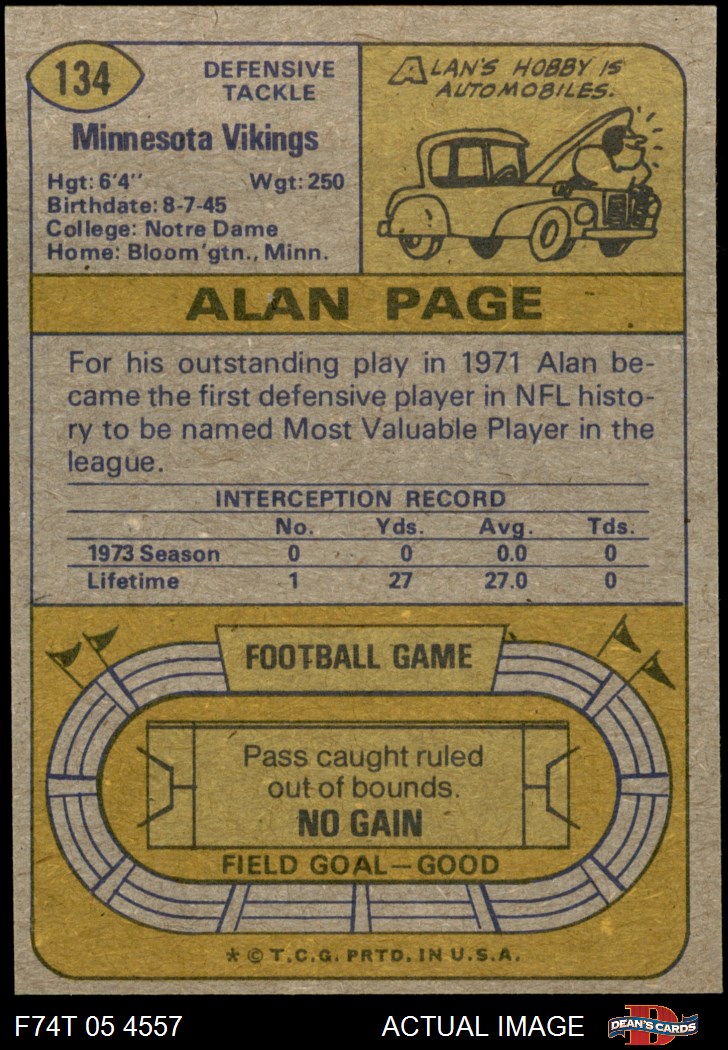 134
DEFENSIVE
TACKLE
Minnesota Vikings
Hgt: 6'4" Wgt: 250
Birthdate: 8-7-45
College: Notre Dame
Home: Bloom'gtn., Minn.
ALAN'S HOBBY IS
AUTOMOBILES.
ALAN PAGE
For his outstanding play in 1971 Alan be-
came the first defensive player in NFL histo-
ry to be named Most Valuable Player in the
league.
INTERCEPTION RECORD
No. Yds. Avg. Tds.
1973 Season 0 0 0.0 0
Lifetime 1 27 27.0 0
FOOTBALL GAME
Pass caught ruled
out of bounds.
NO GAIN
FIELD GOAL—GOOD
* © T.C.G. PRTD. IN U.S.A.
F74T 05 4557 ACTUAL IMAGE D DEAN'S CARDS